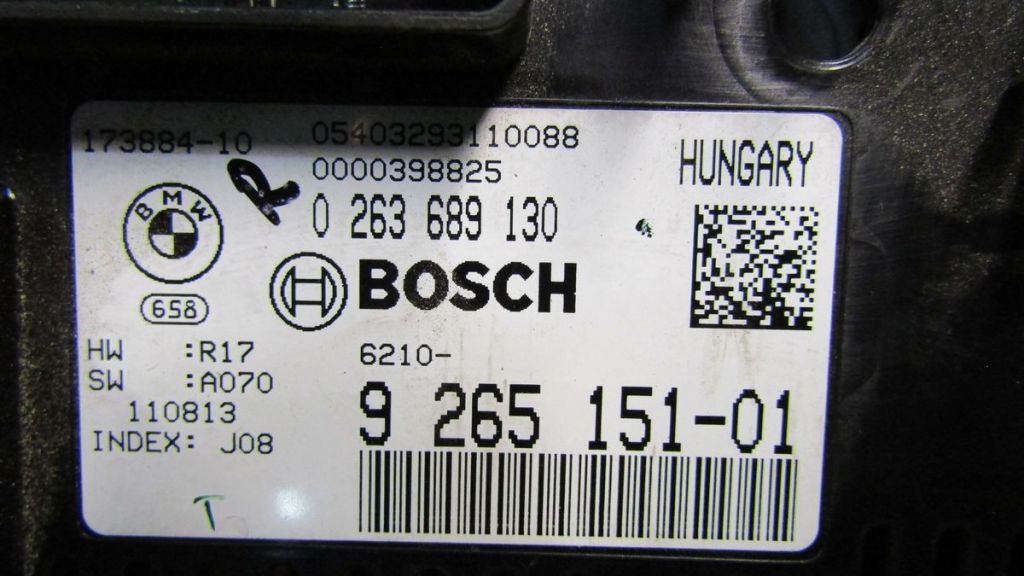 173884-10
05403293110088
0000398825
HUNGARY
R
0 263 689 130
BMW
BOSCH
658
HW :R17
6210-
SW :A070
110813
9 265 151-01
INDEX: J08
T